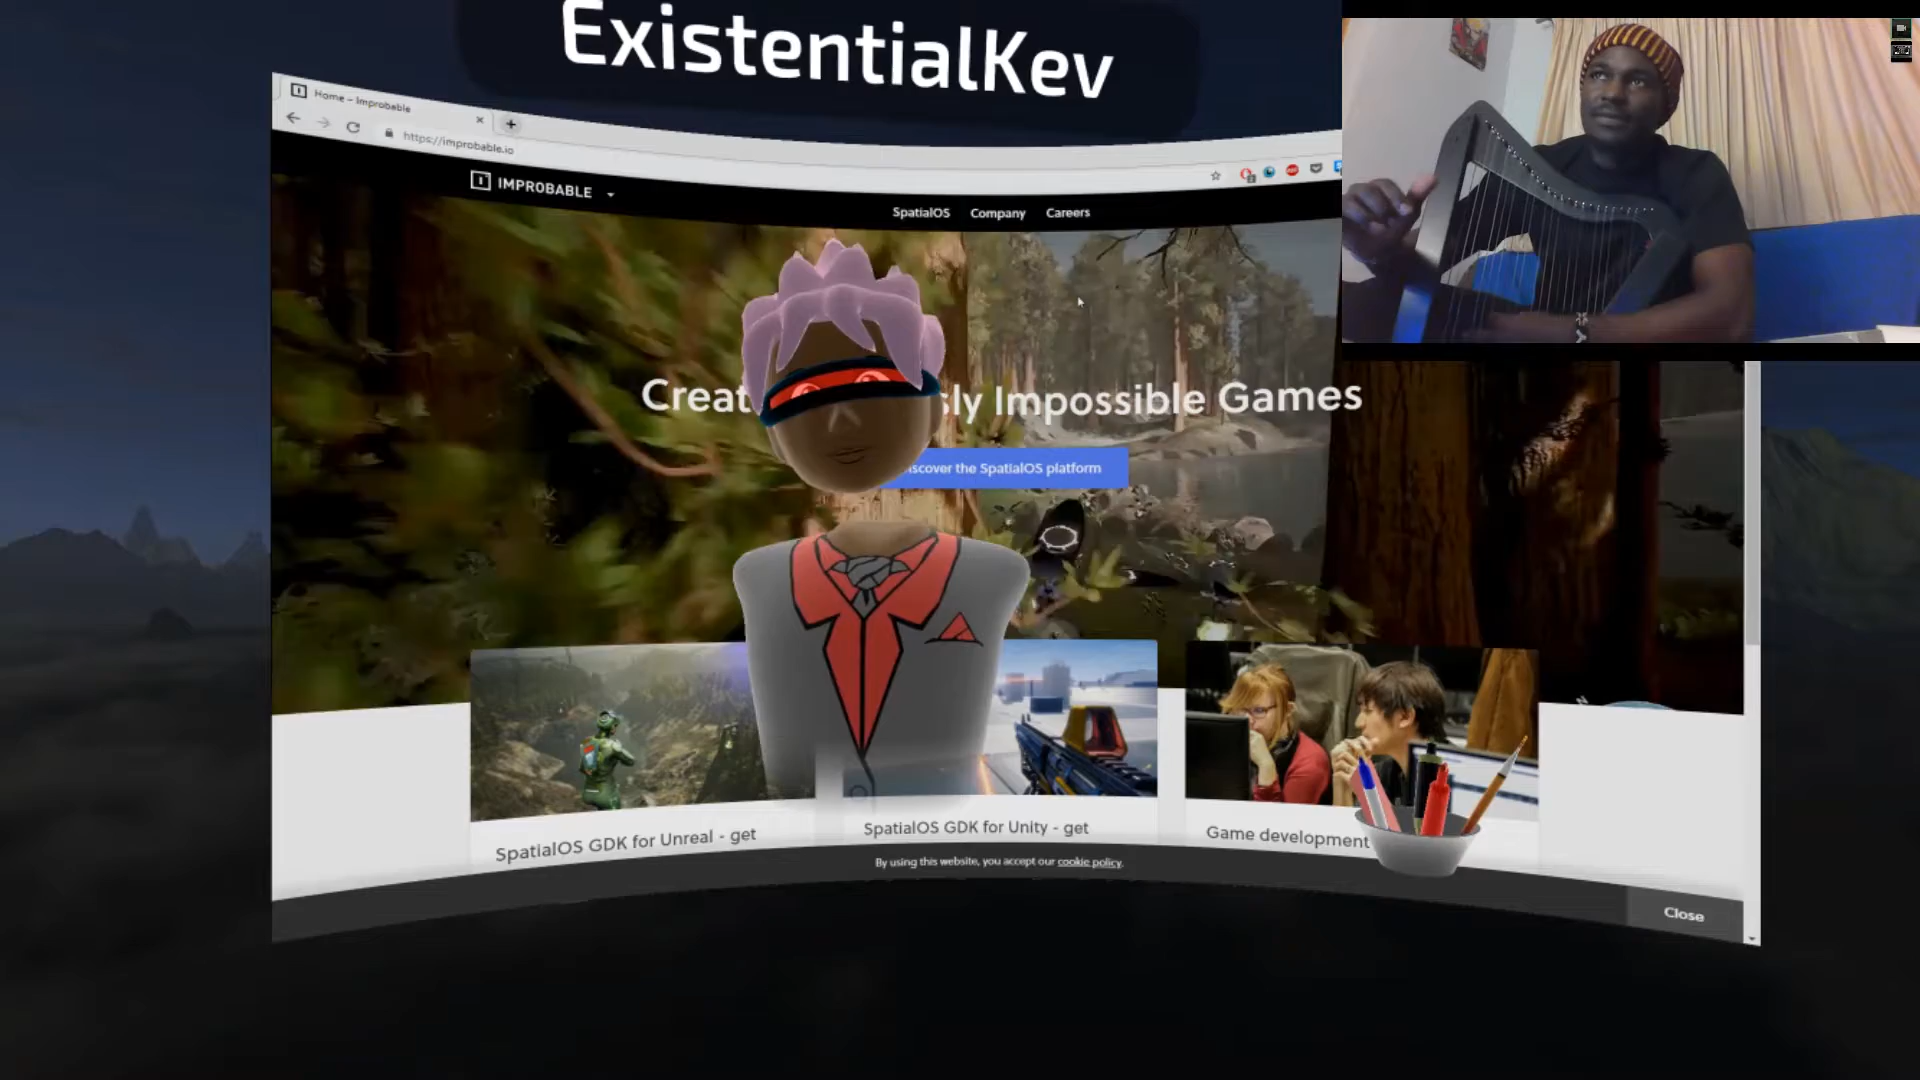 ExistentialKev
Home – Improbable
https://improbable.io
IMPROBABLE
SpatialOS Company Careers
Creat sly Impossible Games
iscover the SpatialOS platform
SpatialOS GDK for Unreal - get
SpatialOS GDK for Unity - get
Game development
By using this website, you accept our cookie policy.
Close